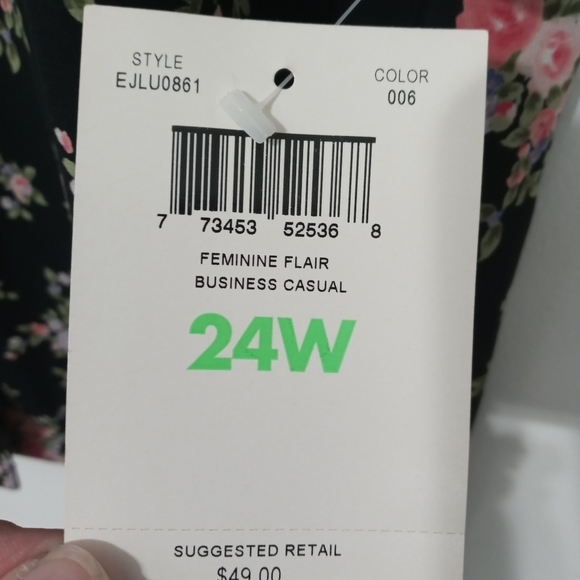 STYLE
EJLU0861
COLOR
006
7 73453 52536 8
FEMININE FLAIR
BUSINESS CASUAL
24W
SUGGESTED RETAIL
$49.00